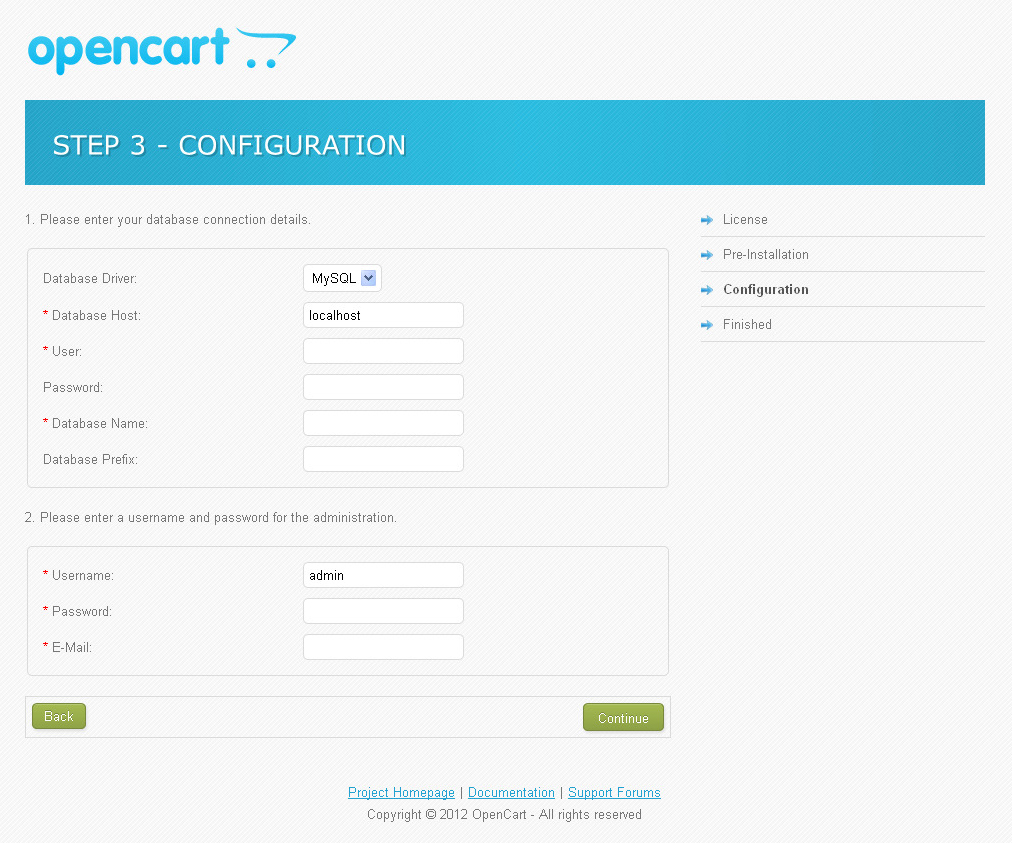 opencart
STEP 3 - CONFIGURATION
1. Please enter your database connection details.
Database Driver: MySQL
* Database Host: localhost
* User:
Password:
* Database Name:
Database Prefix:
2. Please enter a username and password for the administration.
* Username: admin
* Password:
* E-Mail:
Back Continue
License
Pre-Installation
Configuration
Finished
Project Homepage | Documentation | Support Forums
Copyright © 2012 OpenCart - All rights reserved